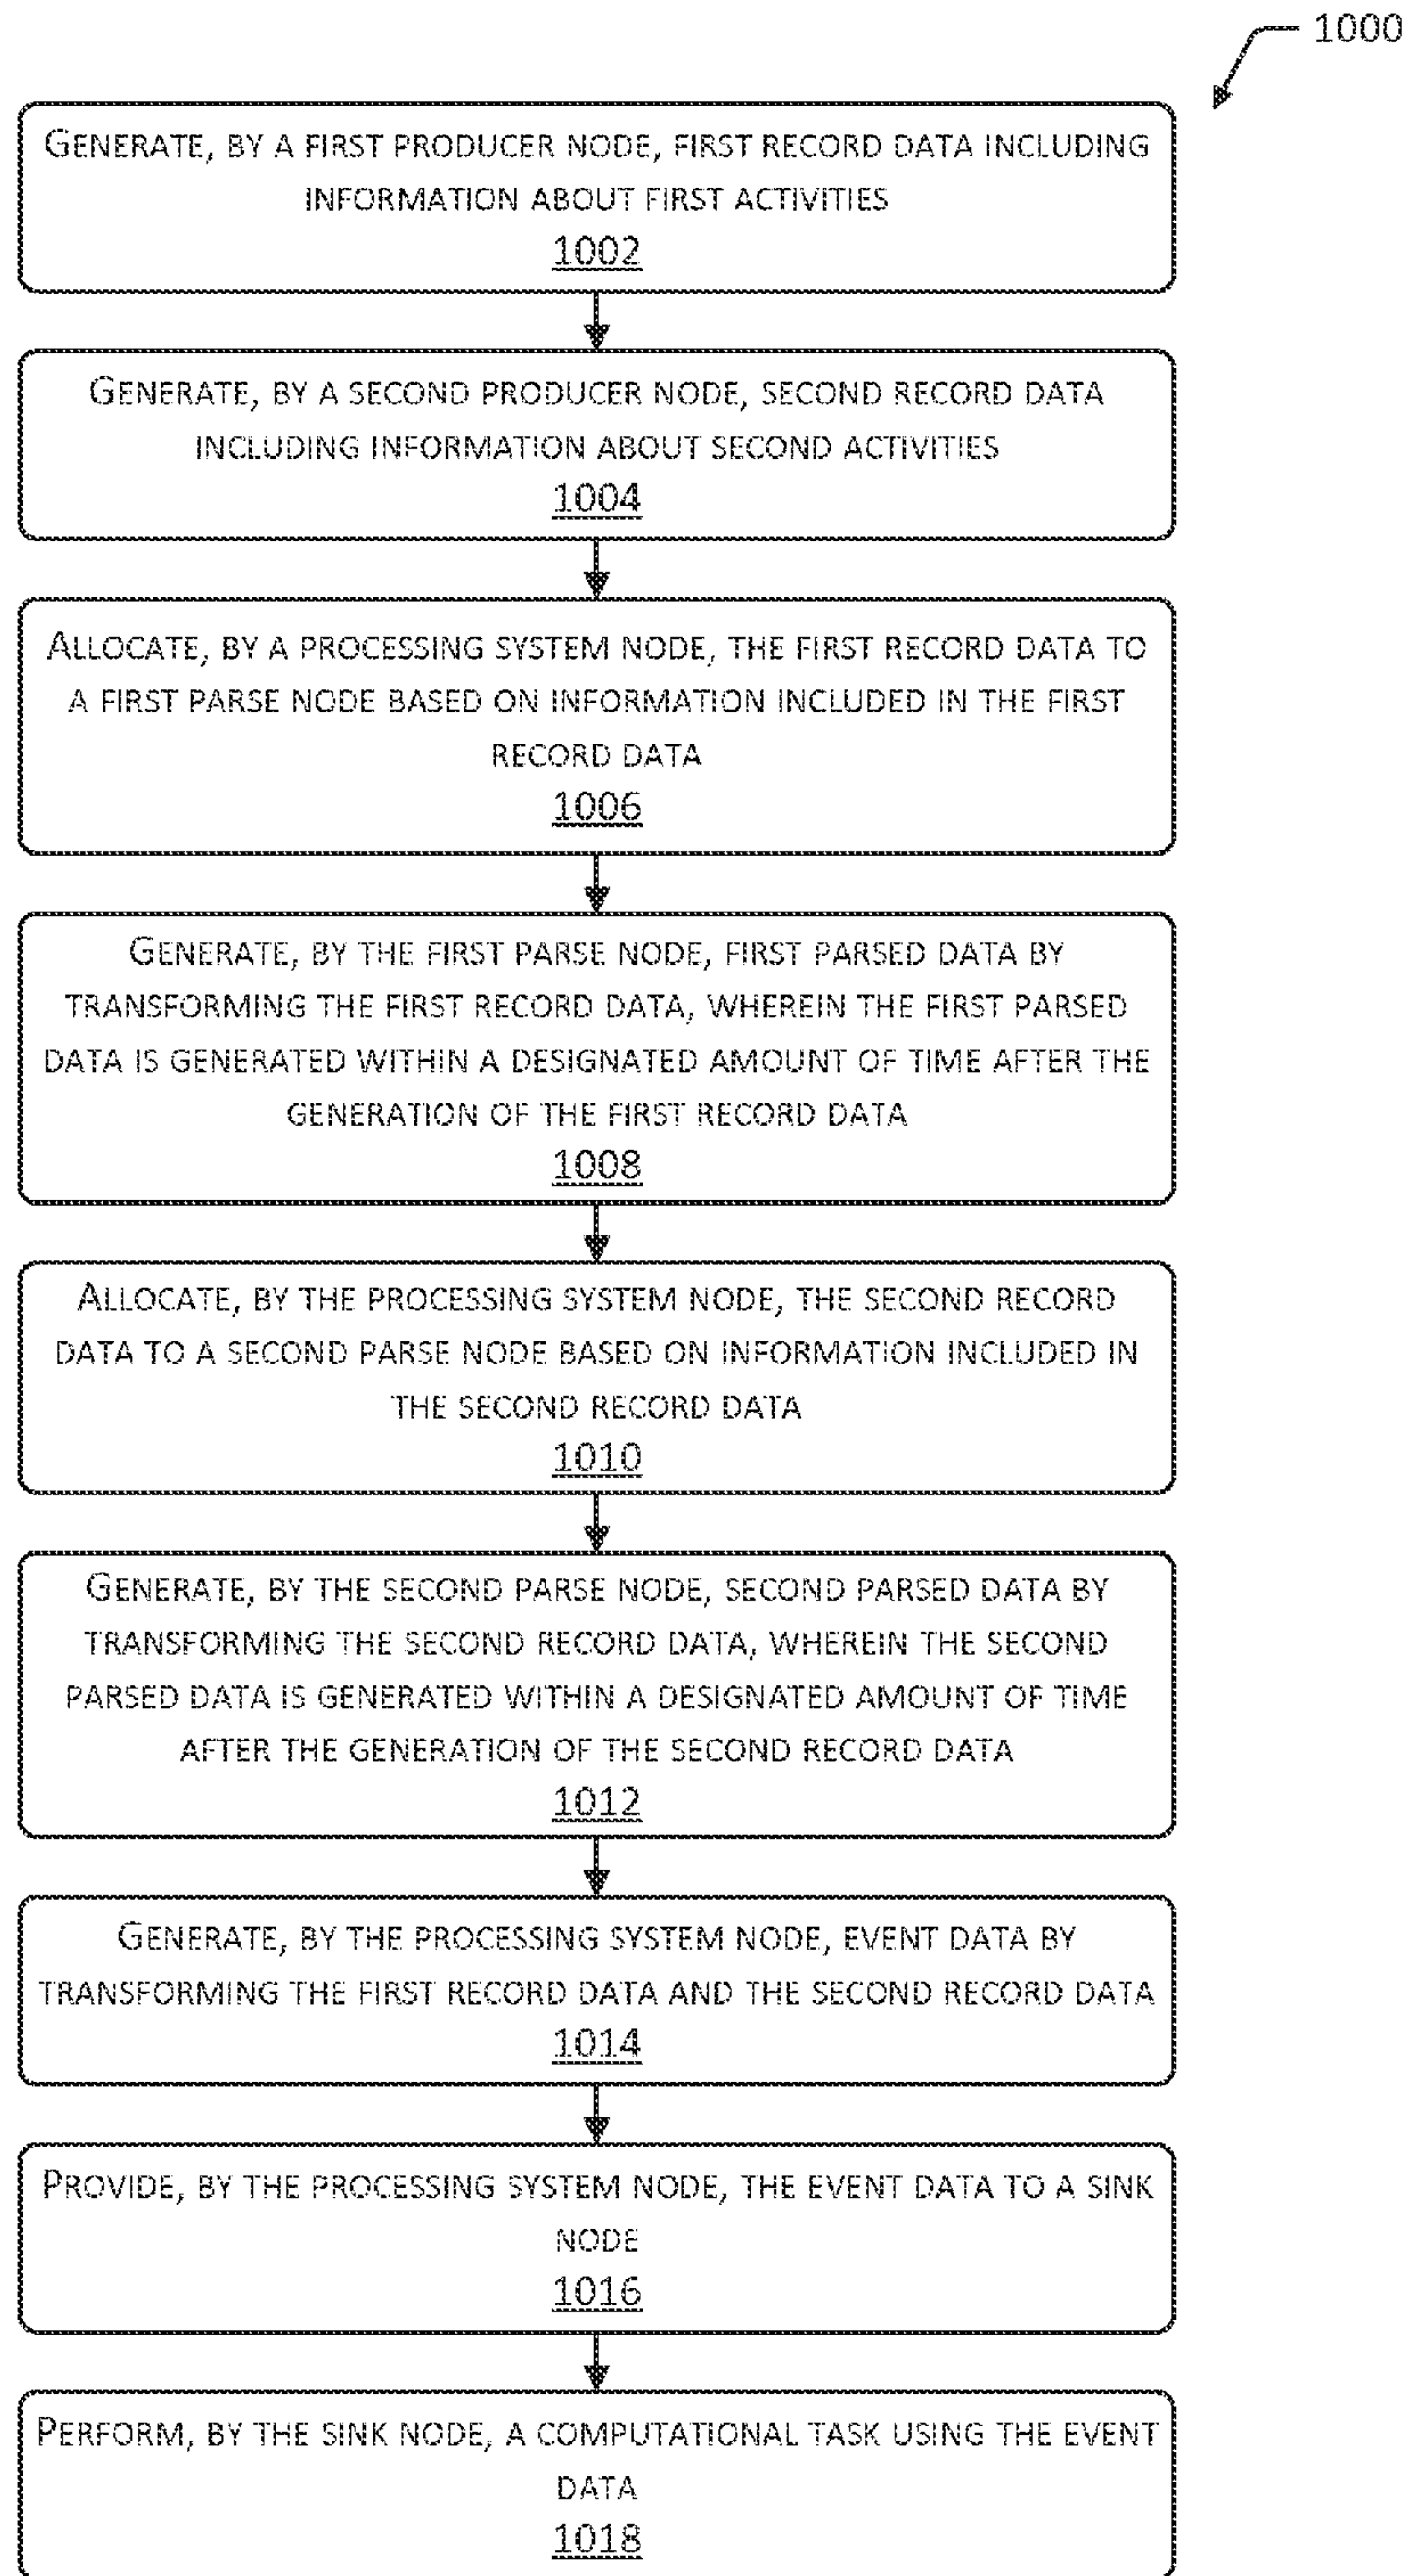 1000
GENERATE, BY A FIRST PRODUCER NODE, FIRST RECORD DATA INCLUDING
INFORMATION ABOUT FIRST ACTIVITIES
1002
GENERATE, BY A SECOND PRODUCER NODE, SECOND RECORD DATA
INCLUDING INFORMATION ABOUT SECOND ACTIVITIES
1004
ALLOCATE, BY A PROCESSING SYSTEM NODE, THE FIRST RECORD DATA TO
A FIRST PARSE NODE BASED ON INFORMATION INCLUDED IN THE FIRST
RECORD DATA
1006
GENERATE, BY THE FIRST PARSE NODE, FIRST PARSED DATA BY
TRANSFORMING THE FIRST RECORD DATA, WHEREIN THE FIRST PARSED
DATA IS GENERATED WITHIN A DESIGNATED AMOUNT OF TIME AFTER THE
GENERATION OF THE FIRST RECORD DATA
1008
ALLOCATE, BY THE PROCESSING SYSTEM NODE, THE SECOND RECORD
DATA TO A SECOND PARSE NODE BASED ON INFORMATION INCLUDED IN
THE SECOND RECORD DATA
1010
GENERATE, BY THE SECOND PARSE NODE, SECOND PARSED DATA BY
TRANSFORMING THE SECOND RECORD DATA, WHEREIN THE SECOND
PARSED DATA IS GENERATED WITHIN A DESIGNATED AMOUNT OF TIME
AFTER THE GENERATION OF THE SECOND RECORD DATA
1012
GENERATE, BY THE PROCESSING SYSTEM NODE, EVENT DATA BY
TRANSFORMING THE FIRST RECORD DATA AND THE SECOND RECORD DATA
1014
PROVIDE, BY THE PROCESSING SYSTEM NODE, THE EVENT DATA TO A SINK
NODE
1016
PERFORM, BY THE SINK NODE, A COMPUTATIONAL TASK USING THE EVENT
DATA
1018